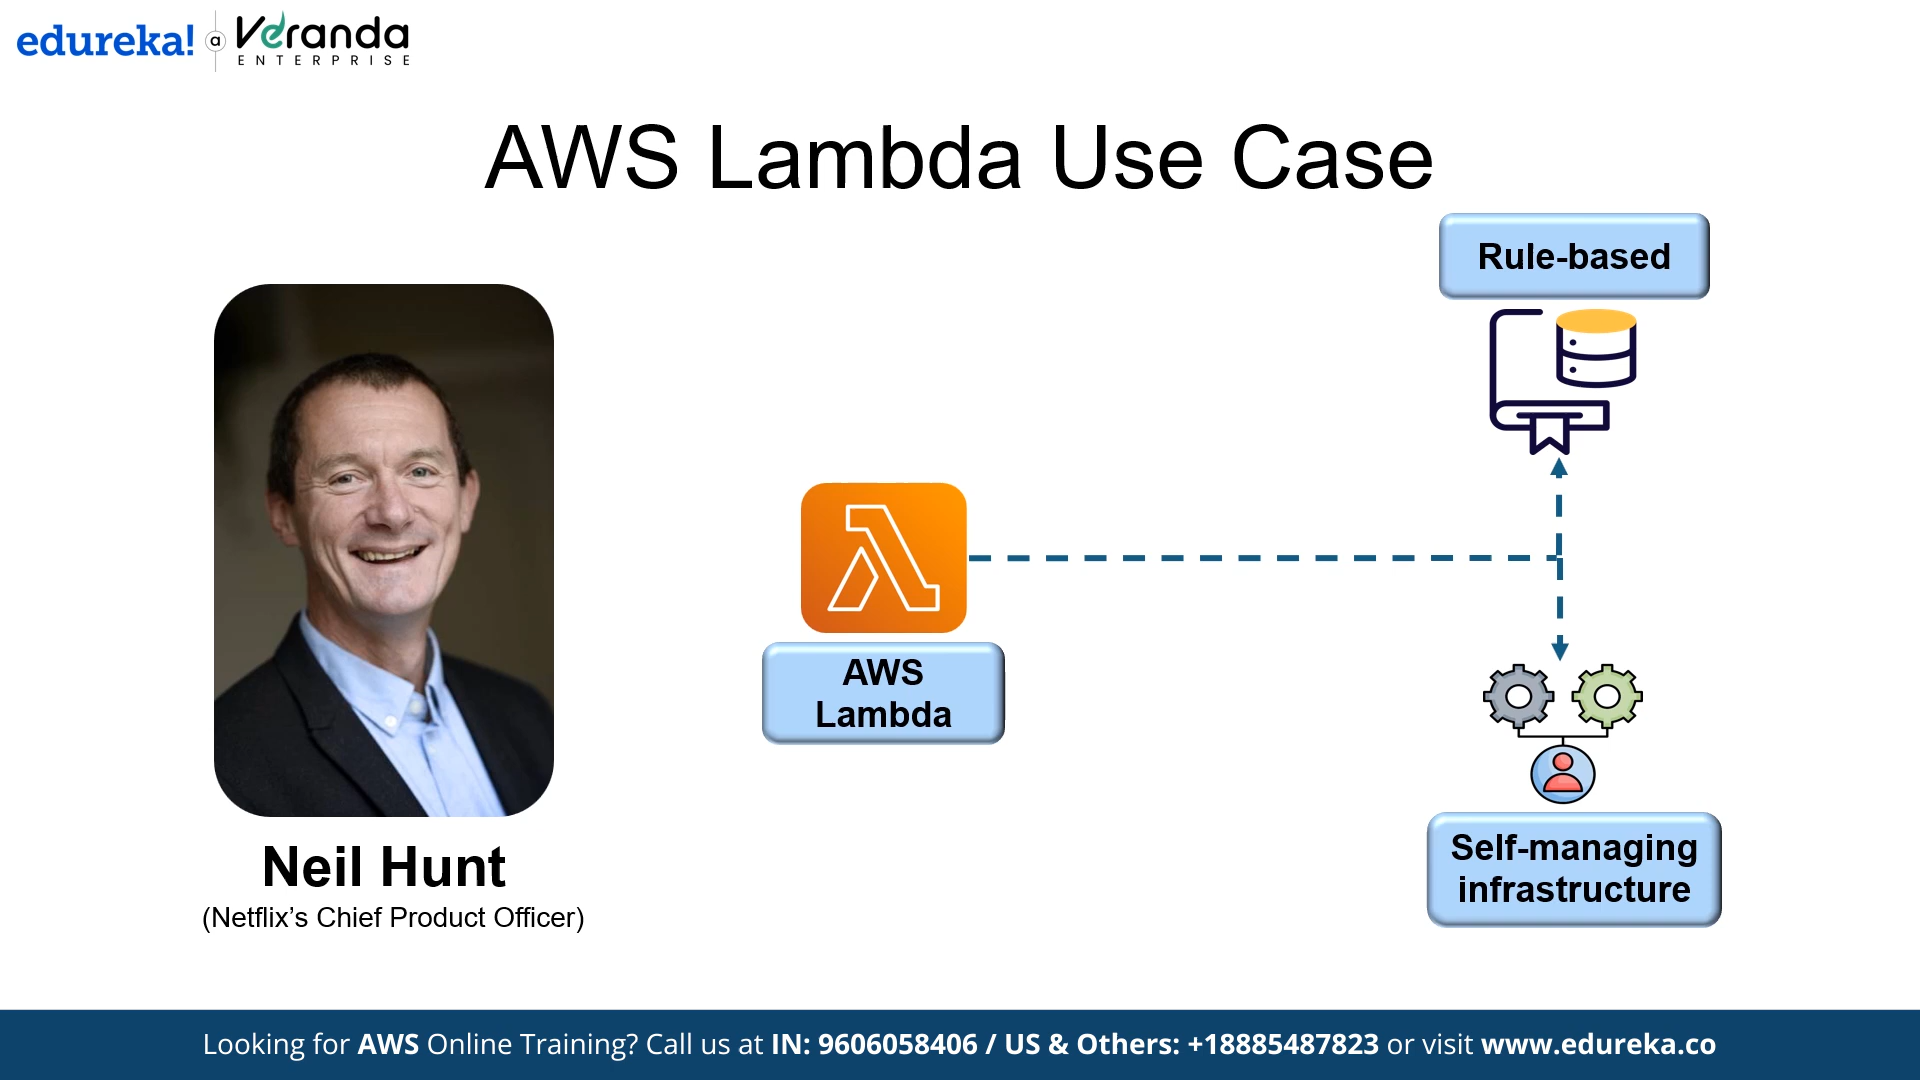 edureka! a Veranda
ENTERPRISE
AWS Lambda Use Case
Rule-based
AWS
Lambda
Self-managing
infrastructure
Neil Hunt
(Netflix’s Chief Product Officer)
Looking for AWS Online Training? Call us at IN: 9606058406 / US & Others: +18885487823 or visit www.edureka.co